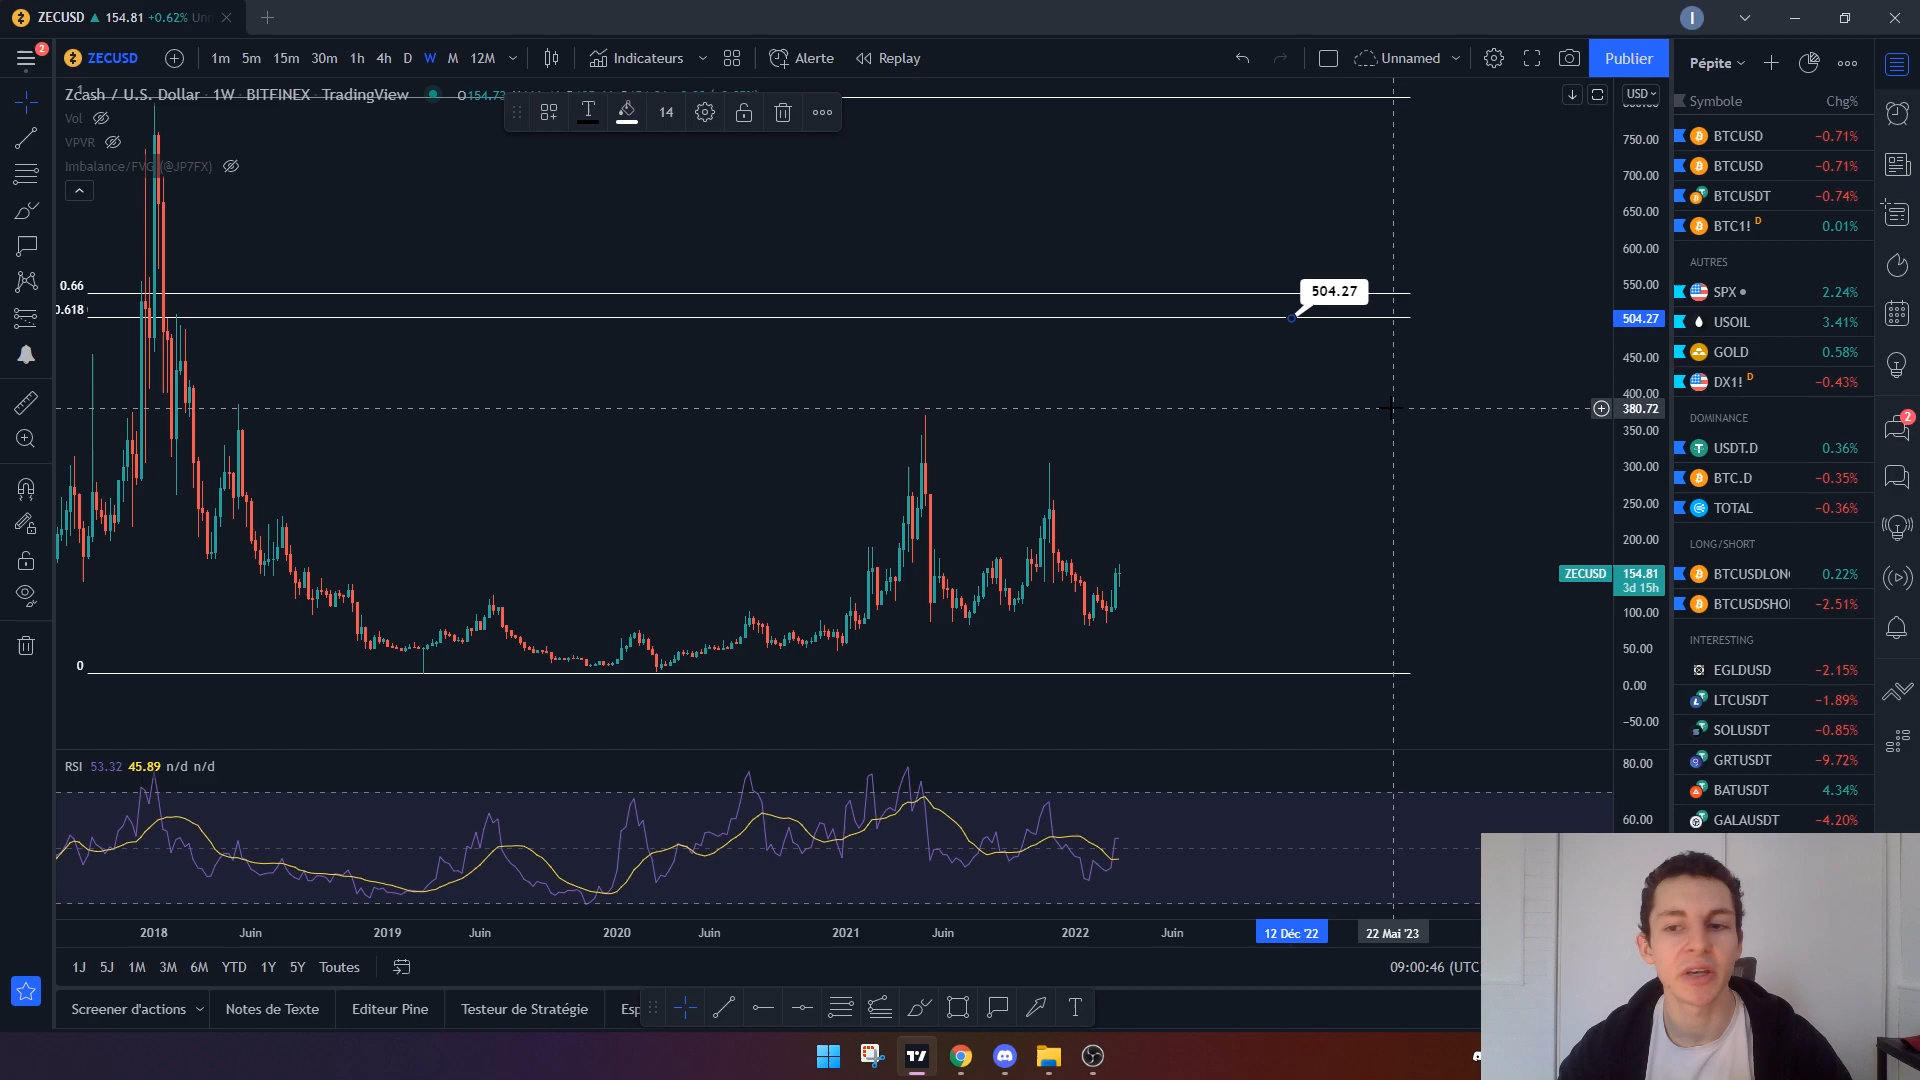 ZECUSD ▲ 154.81 +0.62% Un
I
2
ZECUSD
1m 5m 15m 30m 1h 4h D W M 12M
Indicateurs
Alerte
Replay
Unnamed
Publier
Pépite
Zcash / U.S. Dollar · 1W · BITFINEX · TradingView
O154.73
Vol
VPVR
Imbalance/FVG (@JP7FX)
14
USD
Symbole Chg%
BTCUSD −0.71%
BTCUSD −0.71%
BTCUSDT −0.74%
BTC1! D 0.01%
AUTRES
SPX 2.24%
USOIL 3.41%
GOLD 0.58%
DX1! D −0.43%
DOMINANCE
USDT.D 0.36%
BTC.D −0.35%
TOTAL −0.36%
LONG/SHORT
BTCUSDLON 0.22%
BTCUSDSHO −2.51%
INTERESTING
EGLDUSD −2.15%
LTCUSDT −1.89%
SOLUSDT −0.85%
GRTUSDT −9.72%
BATUSDT 4.34%
GALAUSDT −4.20%
2
1
0.66
0.618
0
504.27
750.00
700.00
650.00
600.00
550.00
504.27
450.00
400.00
380.72
350.00
300.00
250.00
200.00
ZECUSD 154.81
3d 15h
100.00
50.00
0.00
−50.00
RSI 53.32 45.89 n/d n/d
80.00
60.00
2018 Juin 2019 Juin 2020 Juin 2021 Juin 2022 Juin 12 Déc '22 22 Mai '23
1J 5J 1M 3M 6M YTD 1Y 5Y Toutes
09:00:46 (UTC
Screener d'actions
Notes de Texte
Editeur Pine
Testeur de Stratégie
Esp
T